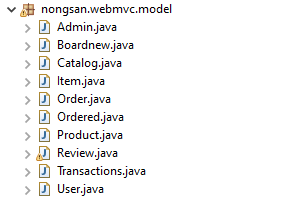 nongsan.webmvc.model
Admin.java
Boardnew.java
Catalog.java
Item.java
Order.java
Ordered.java
Product.java
Review.java
Transactions.java
User.java